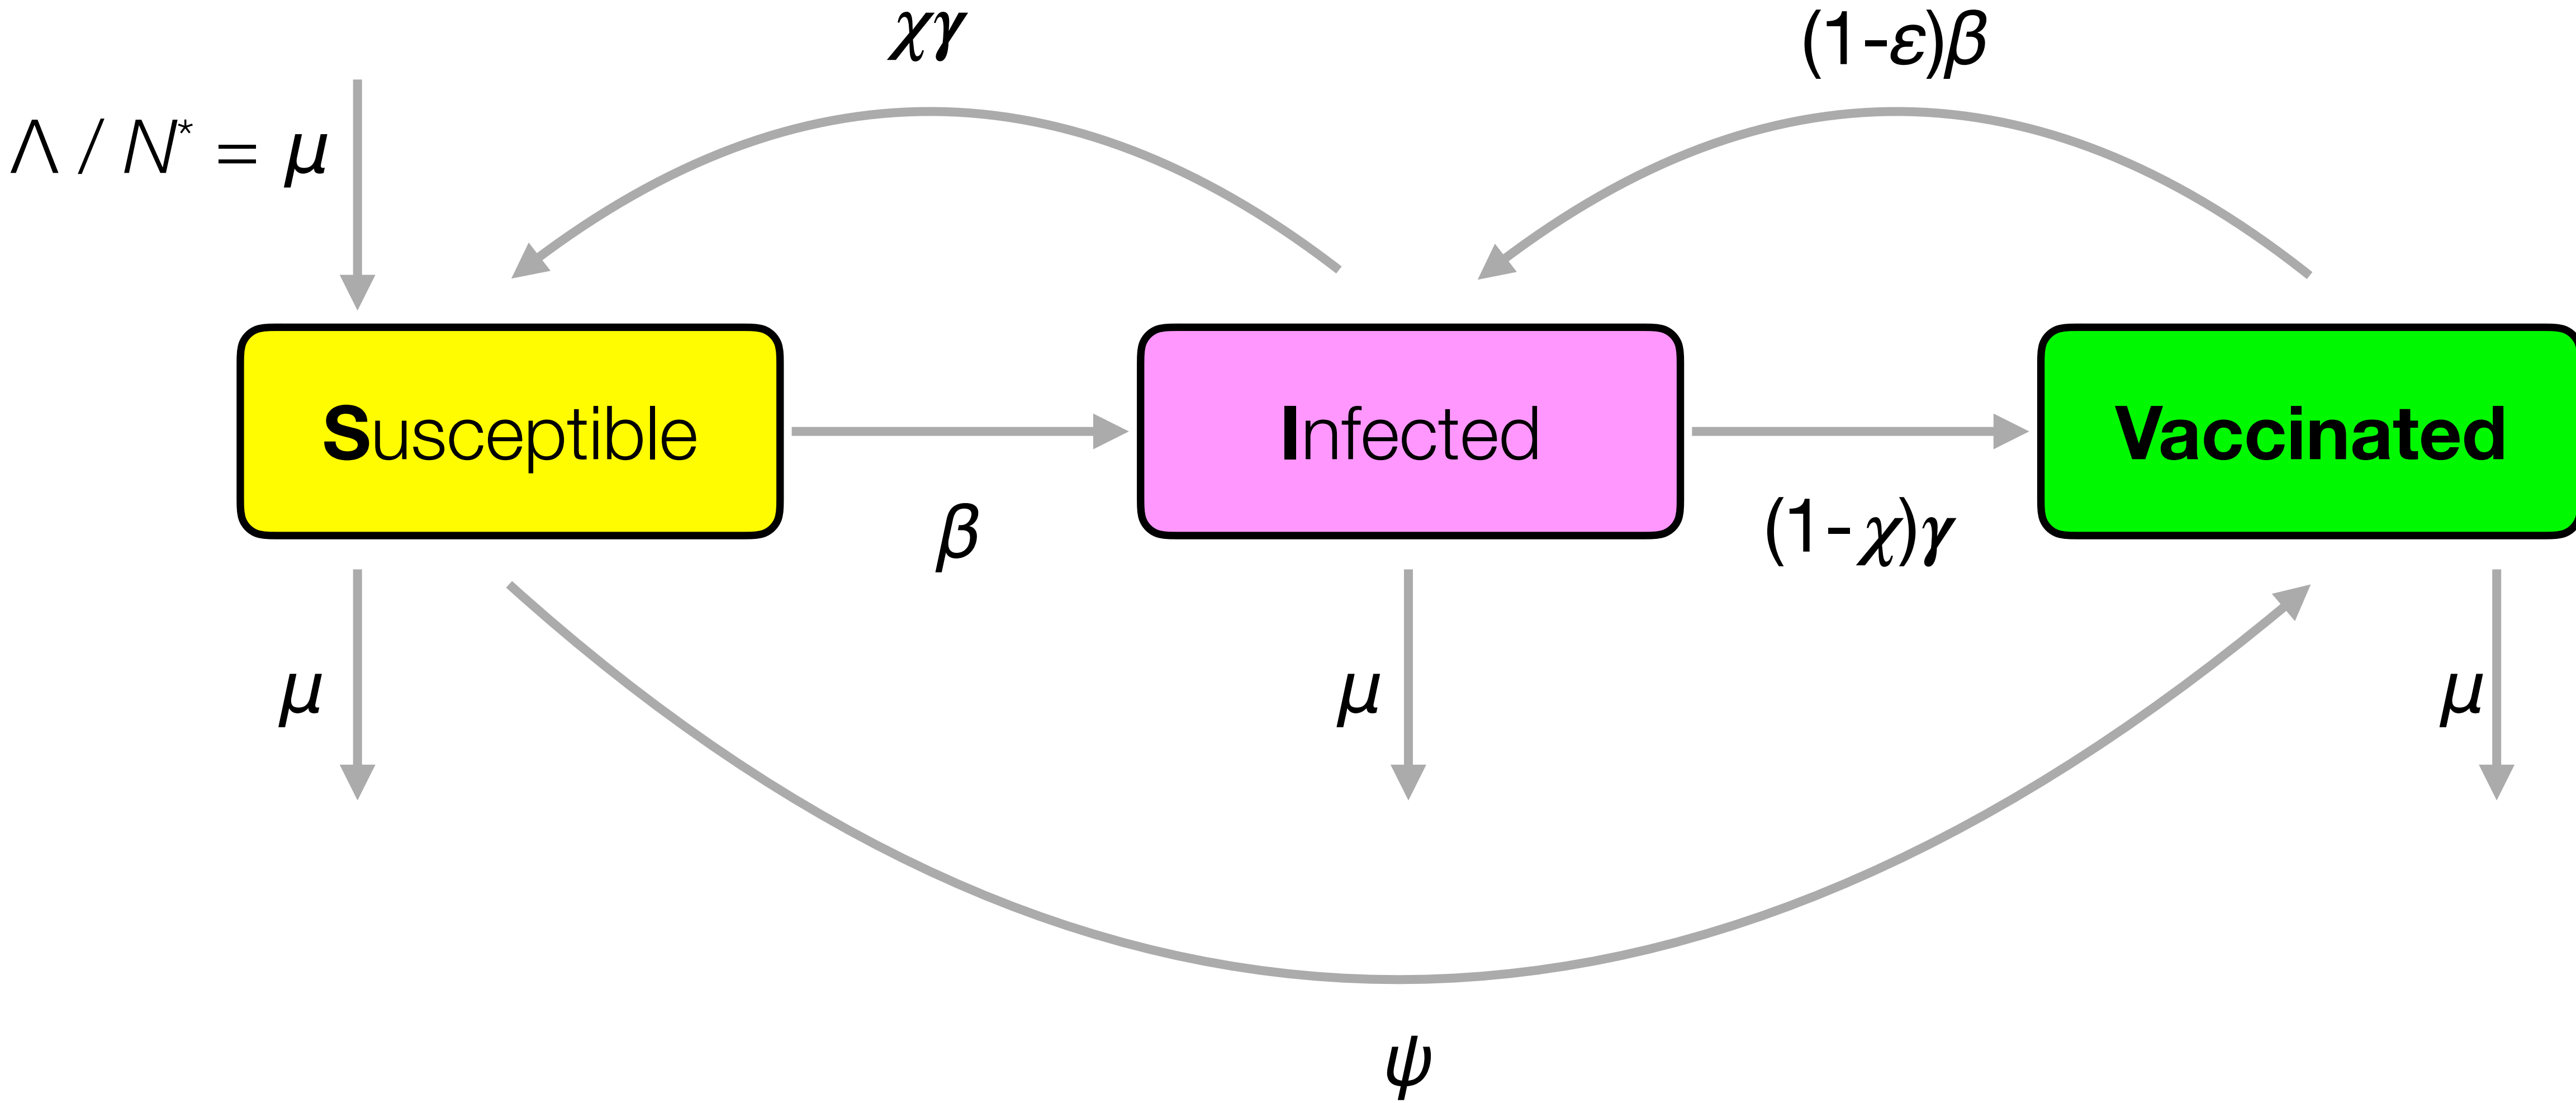 χγ
(1-ε)β
Λ / N* = μ
Susceptible
Infected
Vaccinated
β
(1-χ)γ
μ
μ
μ
ψ